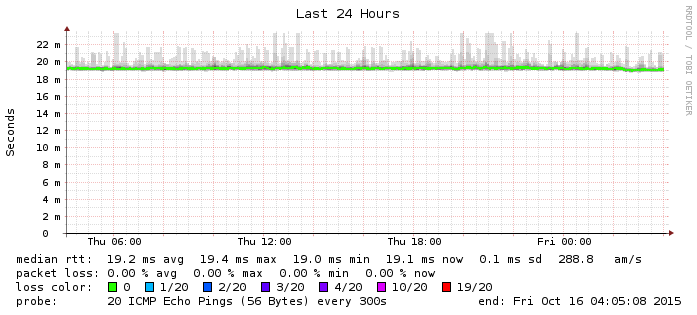 Last 24 Hours
RRDTOOL / TOBI OETIKER
Seconds
22 m
20 m
18 m
16 m
14 m
12 m
10 m
8 m
6 m
4 m
2 m
0
Thu 06:00 Thu 12:00 Thu 18:00 Fri 00:00
median rtt: 19.2 ms avg 19.4 ms max 19.0 ms min 19.1 ms now 0.1 ms sd 288.8 am/s
packet loss: 0.00 % avg 0.00 % max 0.00 % min 0.00 % now
loss color: 0 1/20 2/20 3/20 4/20 10/20 19/20
probe: 20 ICMP Echo Pings (56 Bytes) every 300s end: Fri Oct 16 04:05:08 2015